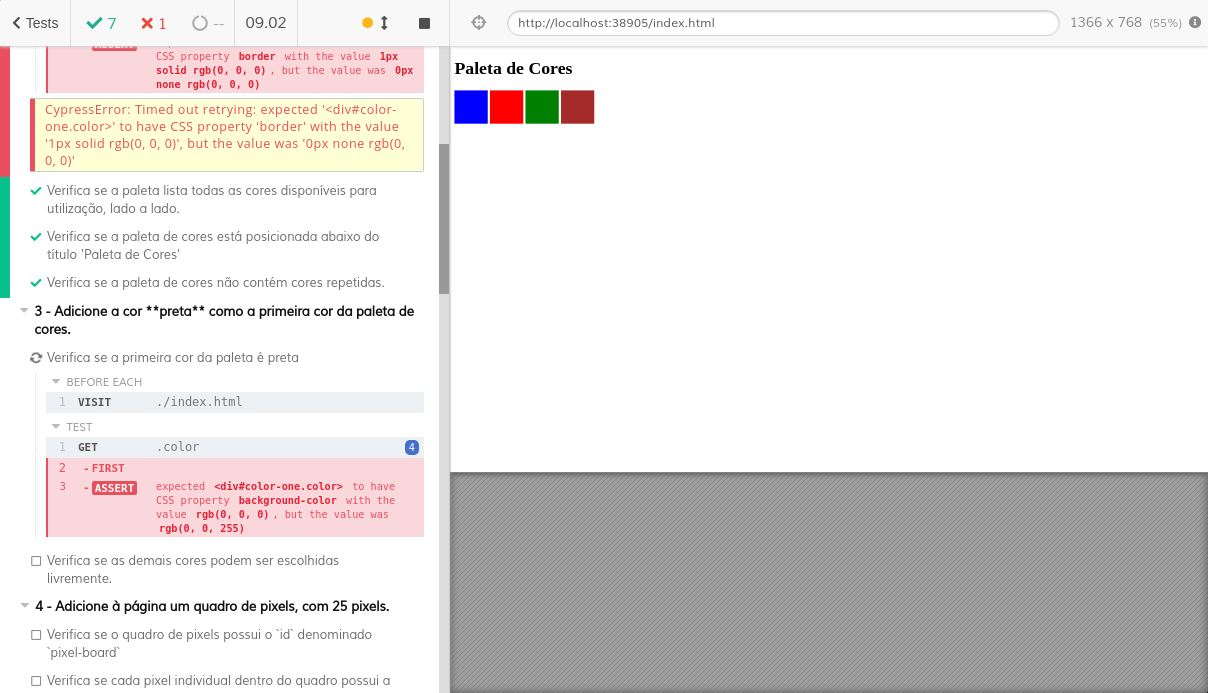 Tests 7 1 -- 09.02
http://localhost:38905/index.html 1366 x 768 (55%)
CSS property border with the value 1px
solid rgb(0, 0, 0), but the value was 0px
none rgb(0, 0, 0)
CypressError: Timed out retrying: expected '<div#color-
one.color>' to have CSS property 'border' with the value
'1px solid rgb(0, 0, 0)', but the value was '0px none rgb(0,
0, 0)'
Verifica se a paleta lista todas as cores disponíveis para
utilização, lado a lado.
Verifica se a paleta de cores está posicionada abaixo do
título 'Paleta de Cores'
Verifica se a paleta de cores não contém cores repetidas.
3 - Adicione a cor **preta** como a primeira cor da paleta de
cores.
Verifica se a primeira cor da paleta é preta
BEFORE EACH
1 VISIT ./index.html
TEST
1 GET .color 4
2 - FIRST
3 - ASSERT expected <div#color-one.color> to have
CSS property background-color with the
value rgb(0, 0, 0), but the value was
rgb(0, 0, 255)
Verifica se as demais cores podem ser escolhidas
livremente.
4 - Adicione à página um quadro de pixels, com 25 pixels.
Verifica se o quadro de pixels possui o `id` denominado
`pixel-board`
Verifica se cada pixel individual dentro do quadro possui a
Paleta de Cores